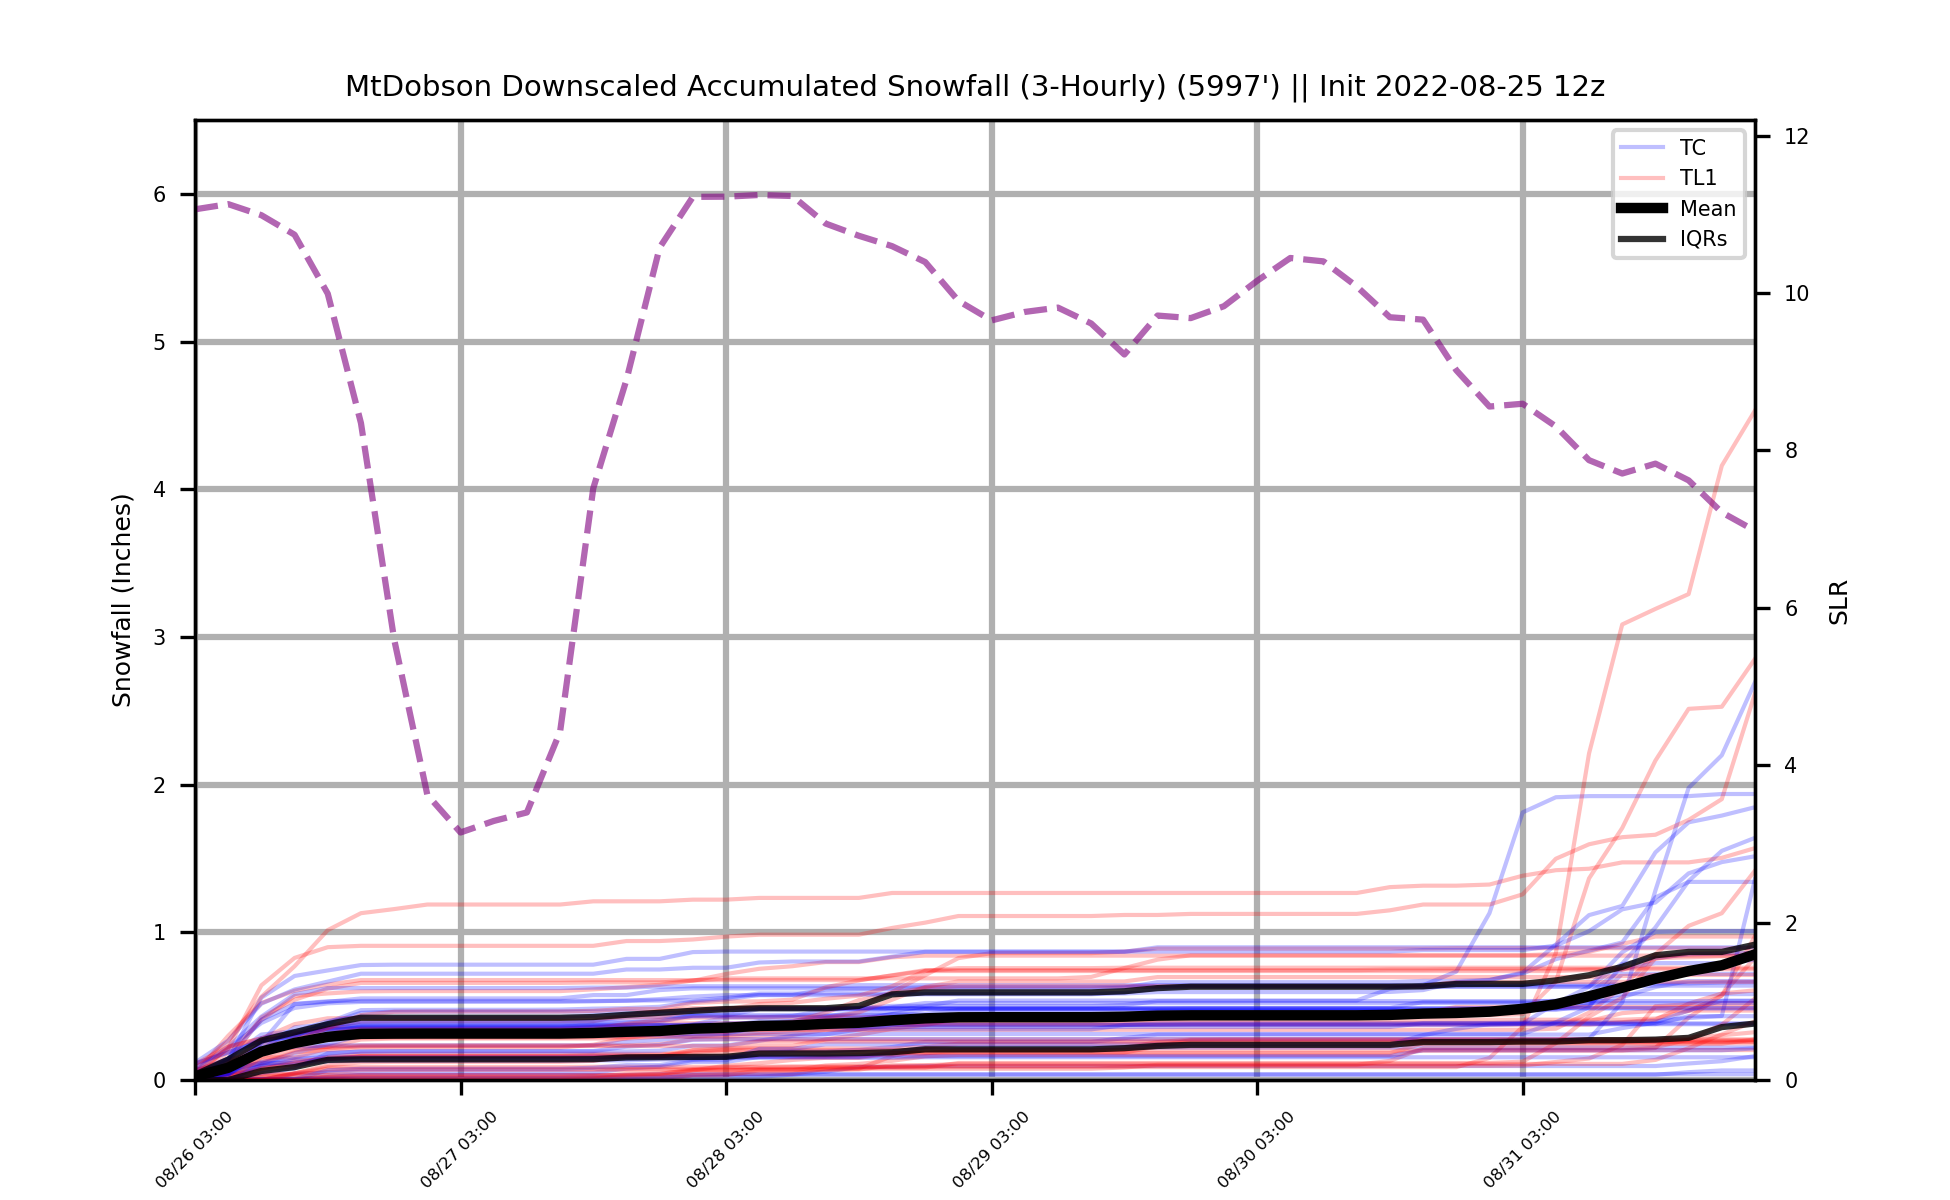 MtDobson Downscaled Accumulated Snowfall (3-Hourly) (5997') || Init 2022-08-25 12z
TC
TL1
Mean
IQRs
Snowfall (Inches)
6
5
4
3
2
1
0
SLR
12
10
8
6
4
2
0
08/26 03:00
08/27 03:00
08/28 03:00
08/29 03:00
08/30 03:00
08/31 03:00